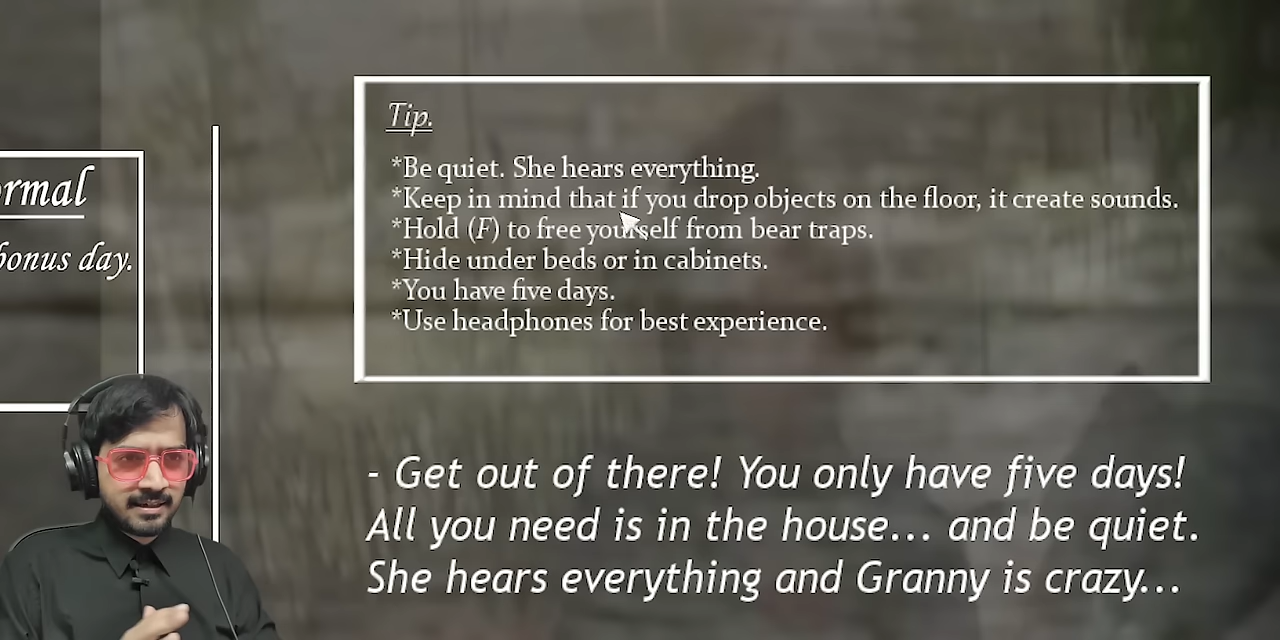 bonus day.
Tip.
*Be quiet. She hears everything.
*Keep in mind that if you drop objects on the floor, it create sounds.
*Hold (F) to free yourself from bear traps.
*Hide under beds or in cabinets.
*You have five days.
*Use headphones for best experience.
- Get out of there! You only have five days!
All you need is in the house... and be quiet.
She hears everything and Granny is crazy...